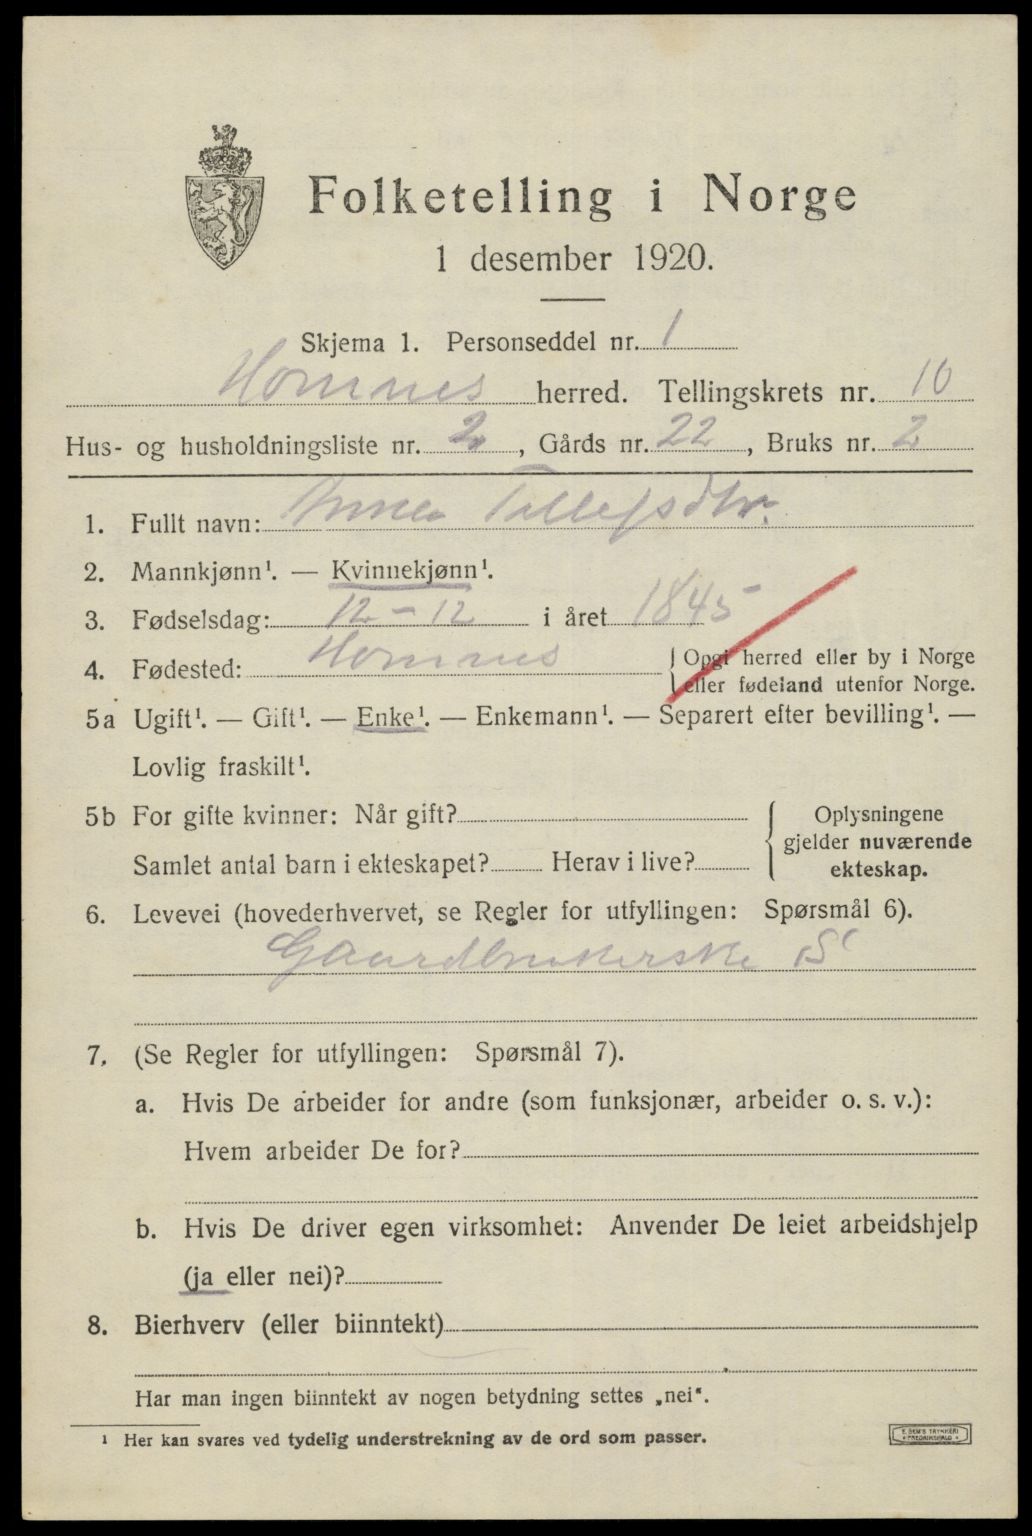 Folketelling i Norge
1 desember 1920.
Skjema 1. Personseddel nr. 1
Homnes herred. Tellingskrets nr. 10
Hus- og husholdningsliste nr. 2, Gårds nr. 22, Bruks nr. 2
1. Fullt navn: Anne Tollefsdtr.
2. Mannkjønn¹. — Kvinnekjønn¹.
3. Fødselsdag: 12 - 12 i året 1845
4. Fødested: Homnes Opgi herred eller by i Norge
eller fødeland utenfor Norge.
5a Ugift¹. — Gift¹. — Enke¹. — Enkemann¹. — Separert efter bevilling¹. —
Lovlig fraskilt¹.
5b For gifte kvinner: Når gift? Oplysningene
gjelder nuværende
Samlet antal barn i ekteskapet? Herav i live? ekteskap.
6. Levevei (hovederhvervet, se Regler for utfyllingen: Spørsmål 6).
Gaardbrukerske S
7. (Se Regler for utfyllingen: Spørsmål 7).
a. Hvis De arbeider for andre (som funksjonær, arbeider o. s. v.):
Hvem arbeider De for?
b. Hvis De driver egen virksomhet: Anvender De leiet arbeidshjelp
(ja eller nei)?
8. Bierhverv (eller biinntekt)
Har man ingen biinntekt av nogen betydning settes „nei“.
¹ Her kan svares ved tydelig understrekning av de ord som passer.
E. SEM'S TRYKKERI
FREDRIKSHALD